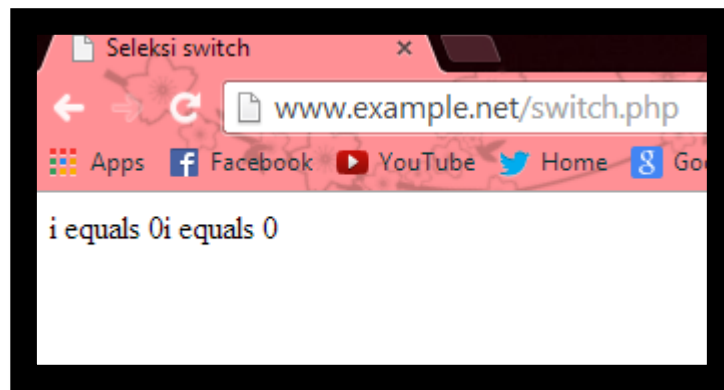 Seleksi switch
www.example.net/switch.php
Apps Facebook YouTube Home
i equals 0i equals 0